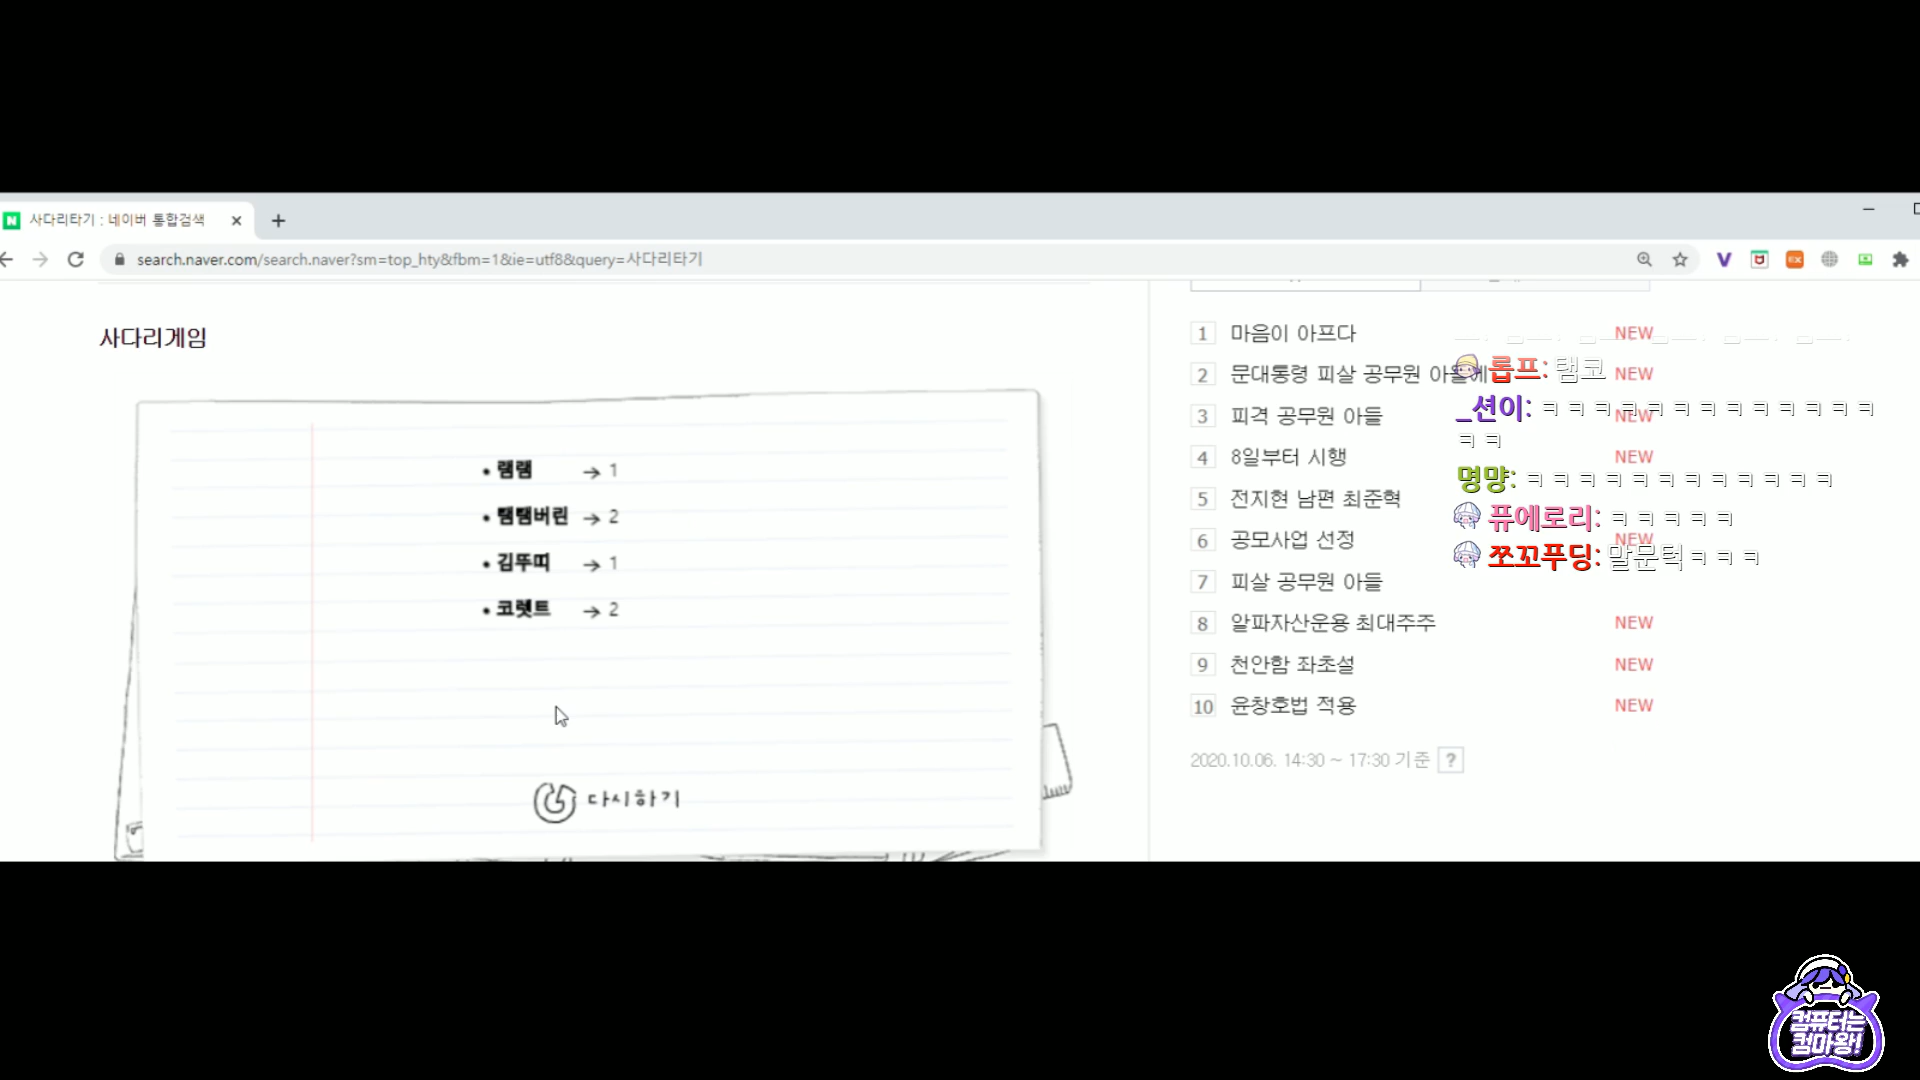 사다리타기 : 네이버 통합검색
search.naver.com/search.naver?sm=top_hty&fbm=1&ie=utf8&query=사다리타기
사다리게임
램램 → 1
탬탬버린 → 2
김뚜띠 → 1
코렛트 → 2
다시하기
1 마음이 아프다 NEW
2 문대통령 피살 공무원 아들에 NEW
3 피격 공무원 아들 NEW
4 8일부터 시행 NEW
5 전지현 남편 최준혁
6 공모사업 선정 NEW
7 피살 공무원 아들
8 알파자산운용 최대주주 NEW
9 천안함 좌초설 NEW
10 윤창호법 적용 NEW
2020.10.06. 14:30 ~ 17:30 기준 ?
롭프: 탬코
_션이: ㅋㅋㅋㅋㅋㅋㅋㅋㅋㅋㅋㅋㅋ
ㅋㅋ
명먕: ㅋㅋㅋㅋㅋㅋㅋㅋㅋㅋㅋㅋ
퓨에로리: ㅋㅋㅋㅋㅋ
쪼꼬푸딩: 말문턱ㅋㅋㅋ
컴퓨터는
컴마왕!